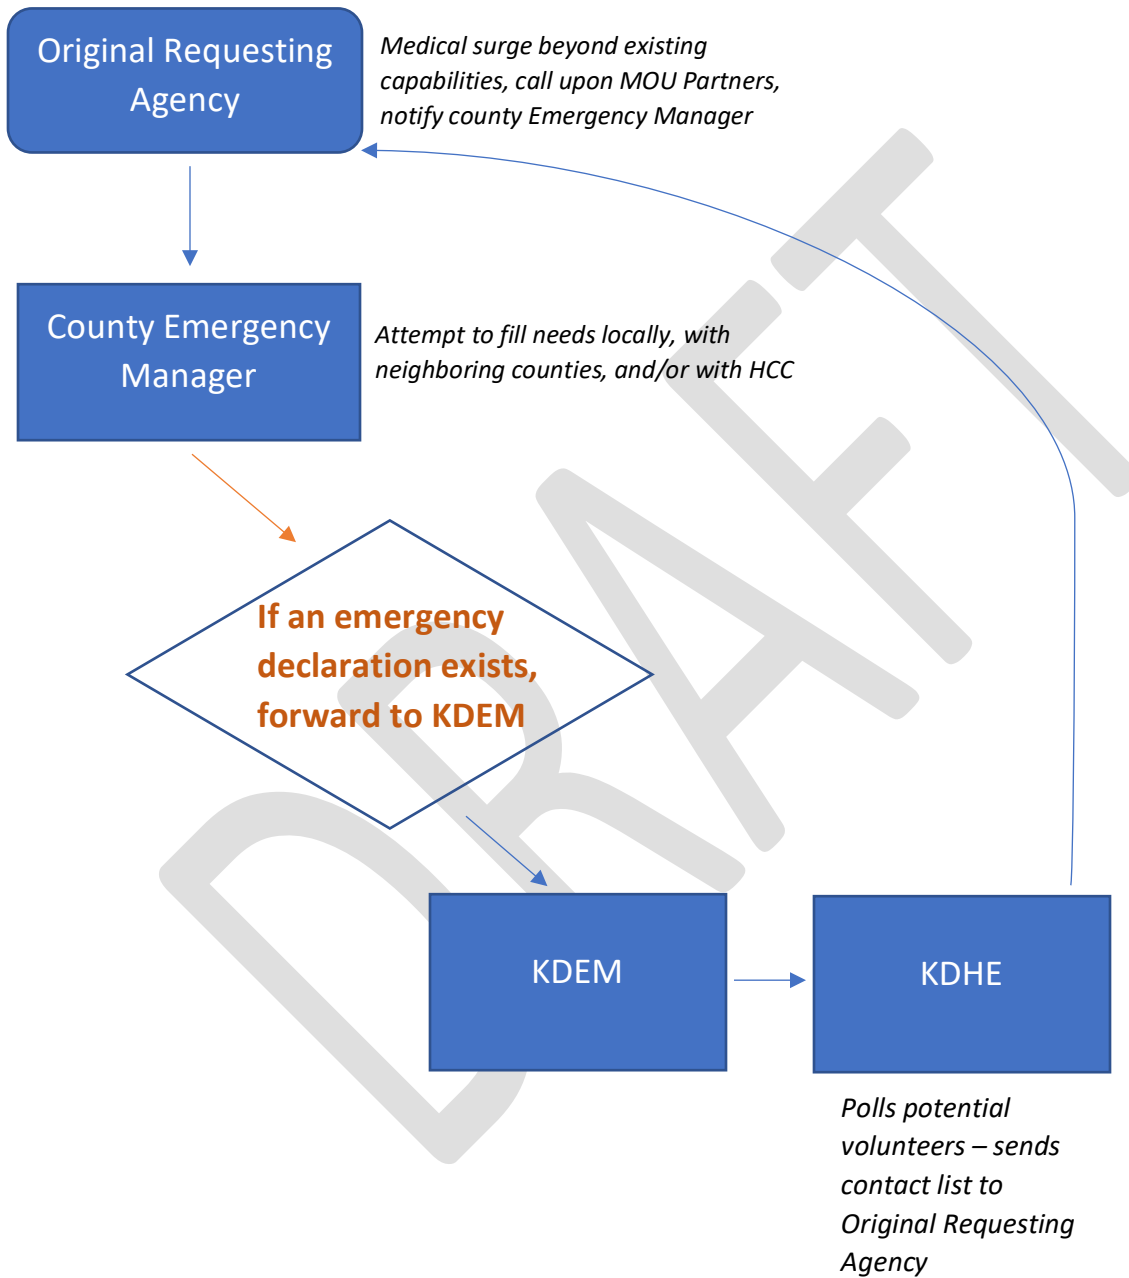 Original Requesting
Agency
Medical surge beyond existing
capabilities, call upon MOU Partners,
notify county Emergency Manager
County Emergency
Manager
Attempt to fill needs locally, with
neighboring counties, and/or with HCC
If an emergency
declaration exists,
forward to KDEM
KDEM
KDHE
Polls potential
volunteers – sends
contact list to
Original Requesting
Agency
DRAFT